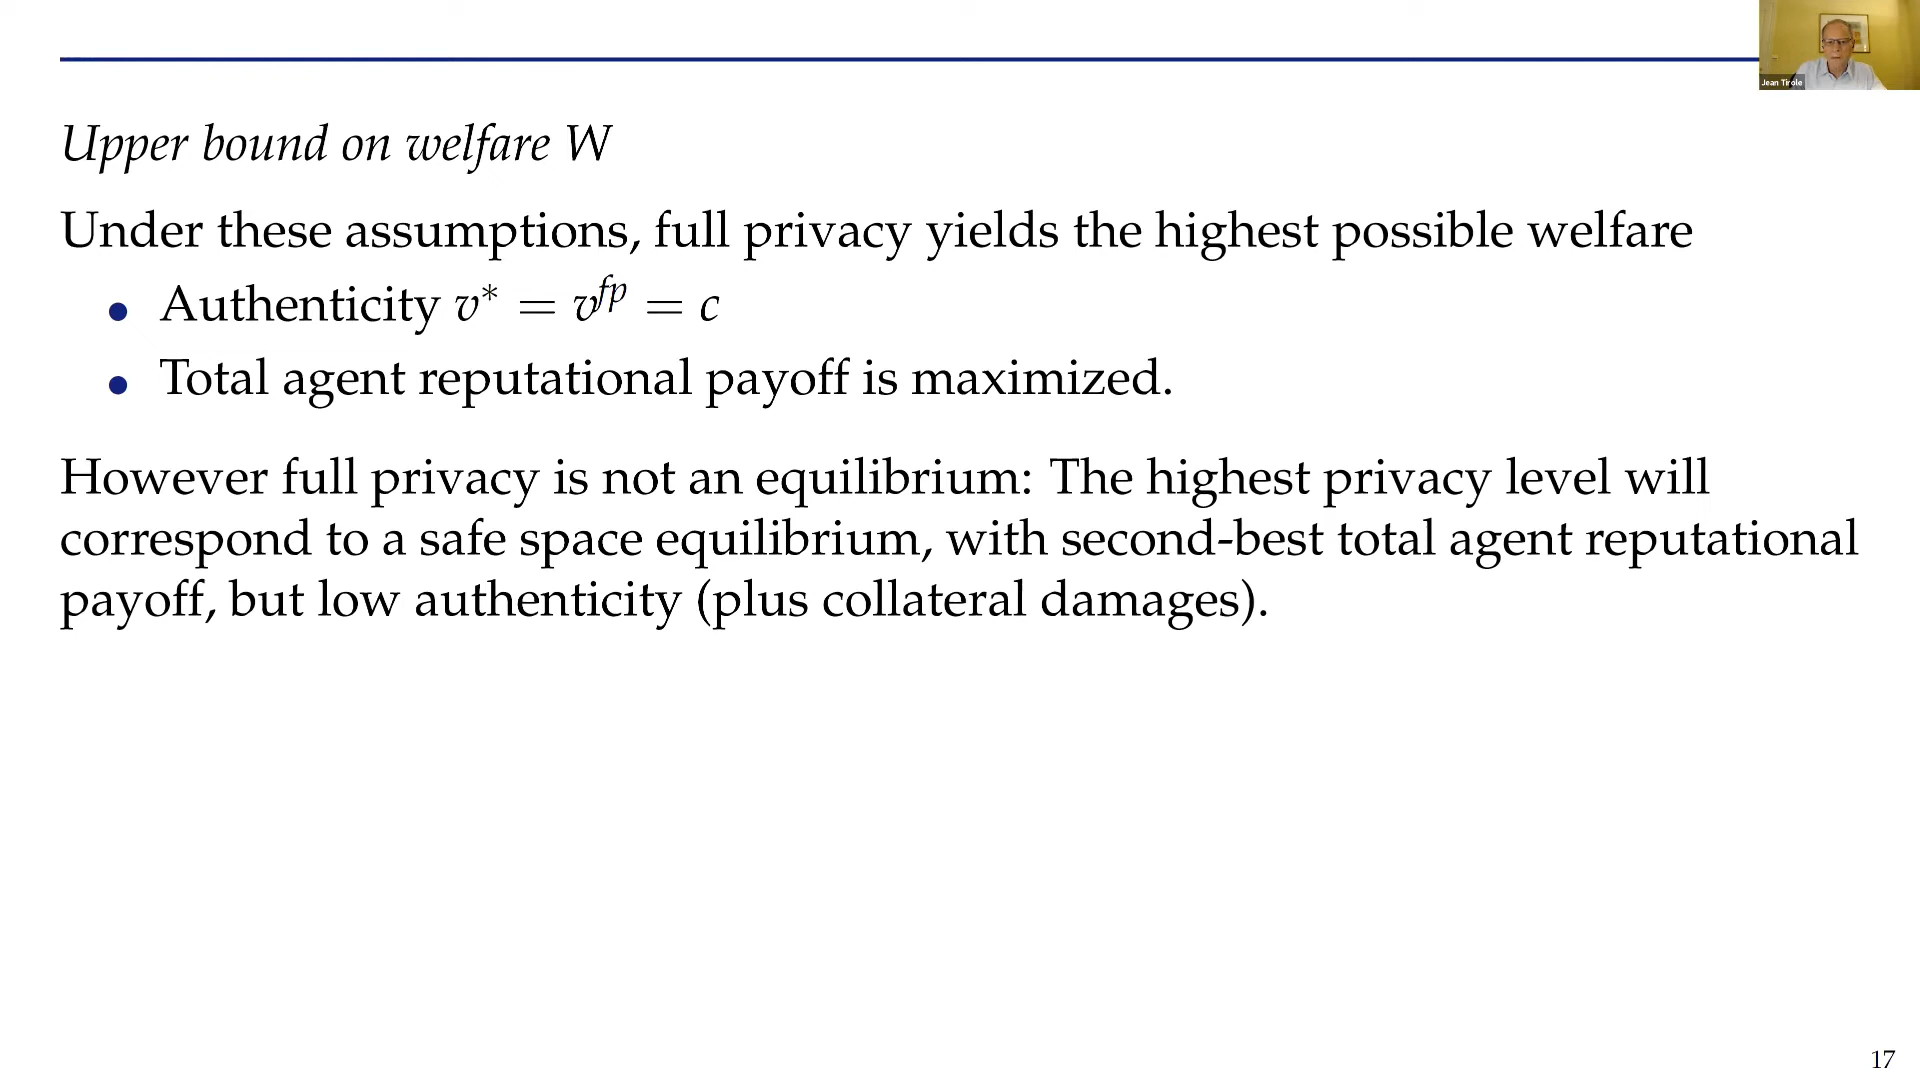 Jean Tirole
Upper bound on welfare W
Under these assumptions, full privacy yields the highest possible welfare
• Authenticity v* = v^fp = c
• Total agent reputational payoff is maximized.
However full privacy is not an equilibrium: The highest privacy level will
correspond to a safe space equilibrium, with second-best total agent reputational
payoff, but low authenticity (plus collateral damages).
17